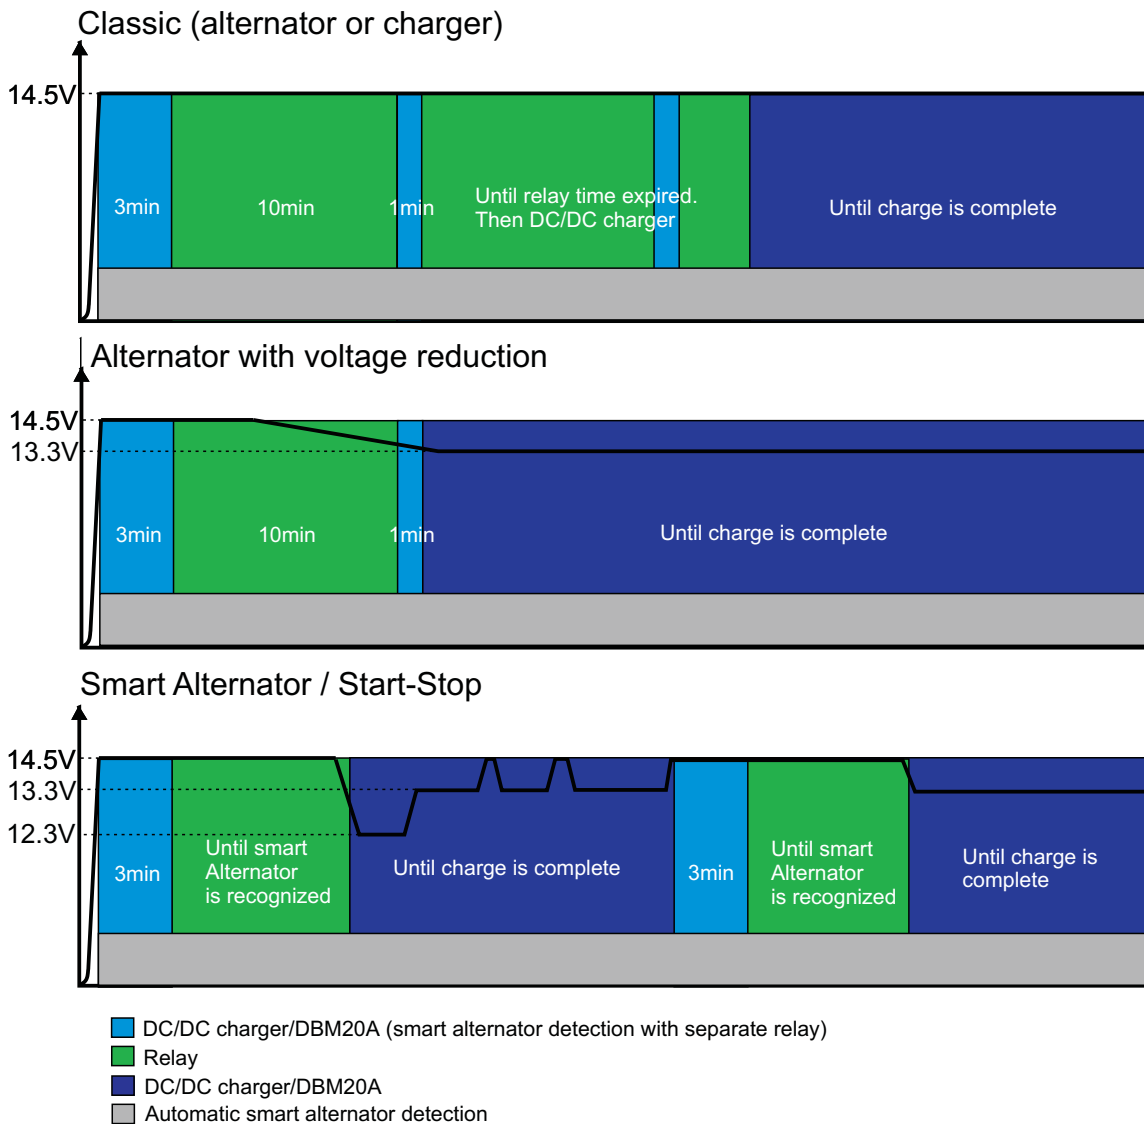 Classic (alternator or charger)
14.5V
3min
10min
1min
Until relay time expired.
Then DC/DC charger
Until charge is complete
Alternator with voltage reduction
14.5V
13.3V
3min
10min
1min
Until charge is complete
Smart Alternator / Start-Stop
14.5V
13.3V
12.3V
3min
Until smart
Alternator
is recognized
Until charge is complete
3min
Until smart
Alternator
is recognized
Until charge is
complete
DC/DC charger/DBM20A (smart alternator detection with separate relay)
Relay
DC/DC charger/DBM20A
Automatic smart alternator detection